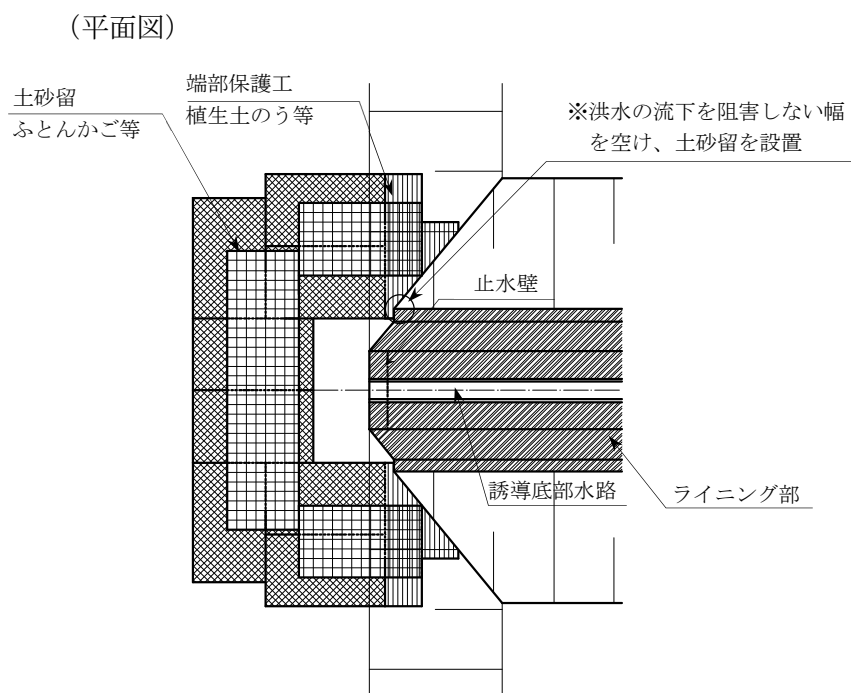 （平面図）
土砂留
ふとんかご等
端部保護工
植生土のう等
※洪水の流下を阻害しない幅
を空け、土砂留を設置
止水壁
誘導底部水路
ライニング部